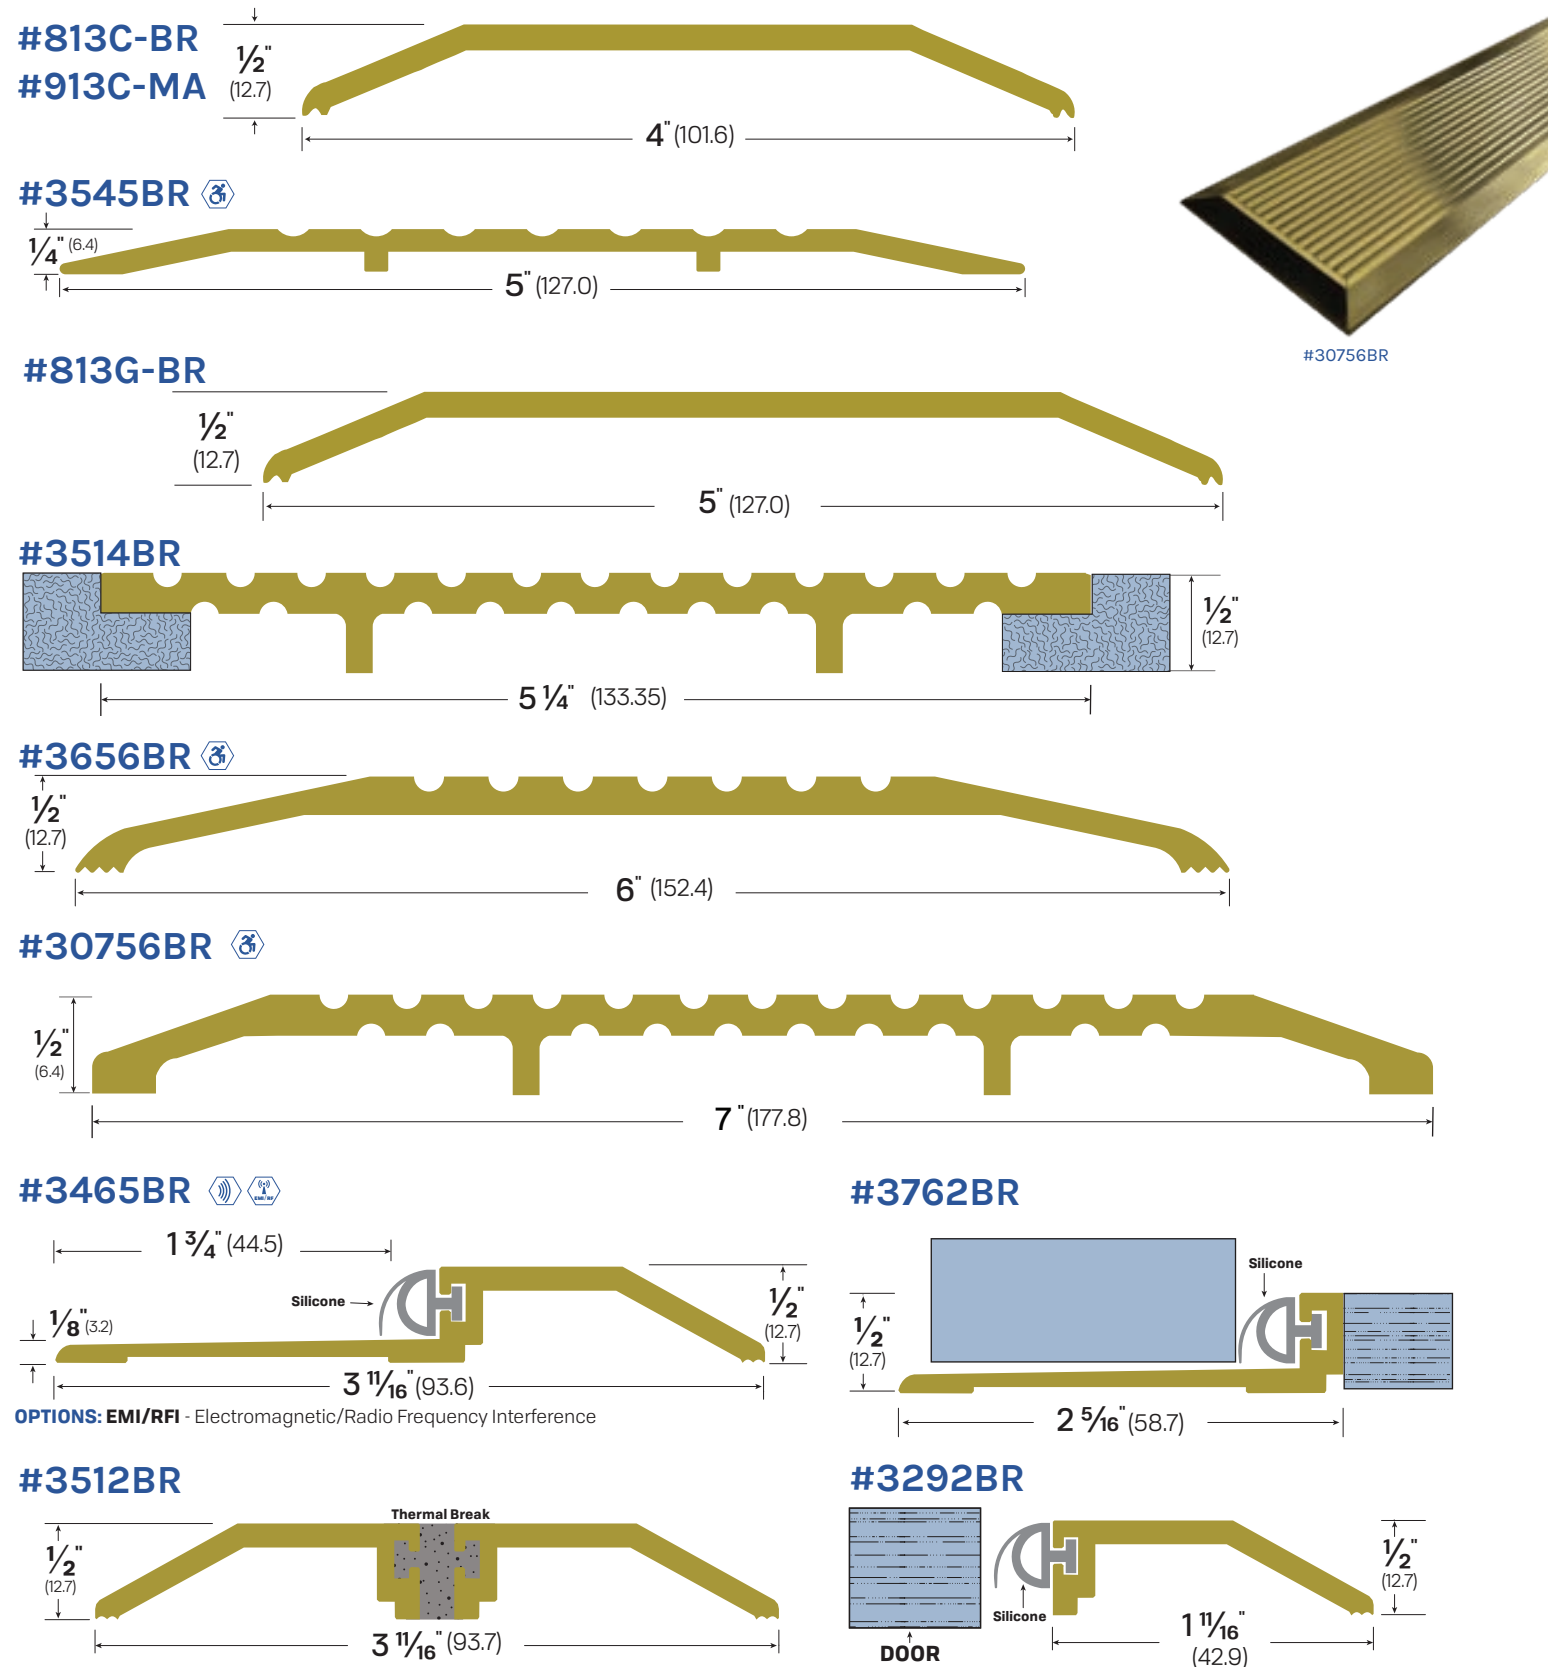 #813C-BR
#913C-MA
1/2"
(12.7)
4" (101.6)
#3545BR
1/4" (6.4)
5" (127.0)
#30756BR
#813G-BR
1/2"
(12.7)
5" (127.0)
#3514BR
1/2"
(12.7)
5 1/4" (133.35)
#3656BR
1/2"
(12.7)
6" (152.4)
#30756BR
1/2"
(6.4)
7" (177.8)
#3465BR
EMI/RF
1 3/4" (44.5)
Silicone
1/8" (3.2)
1/2"
(12.7)
3 11/16" (93.6)
OPTIONS: EMI/RFI - Electromagnetic/Radio Frequency Interference
#3762BR
Silicone
1/2"
(12.7)
2 5/16" (58.7)
#3512BR
Thermal Break
1/2"
(12.7)
3 11/16" (93.7)
#3292BR
1/2"
(12.7)
Silicone
DOOR
1 11/16"
(42.9)